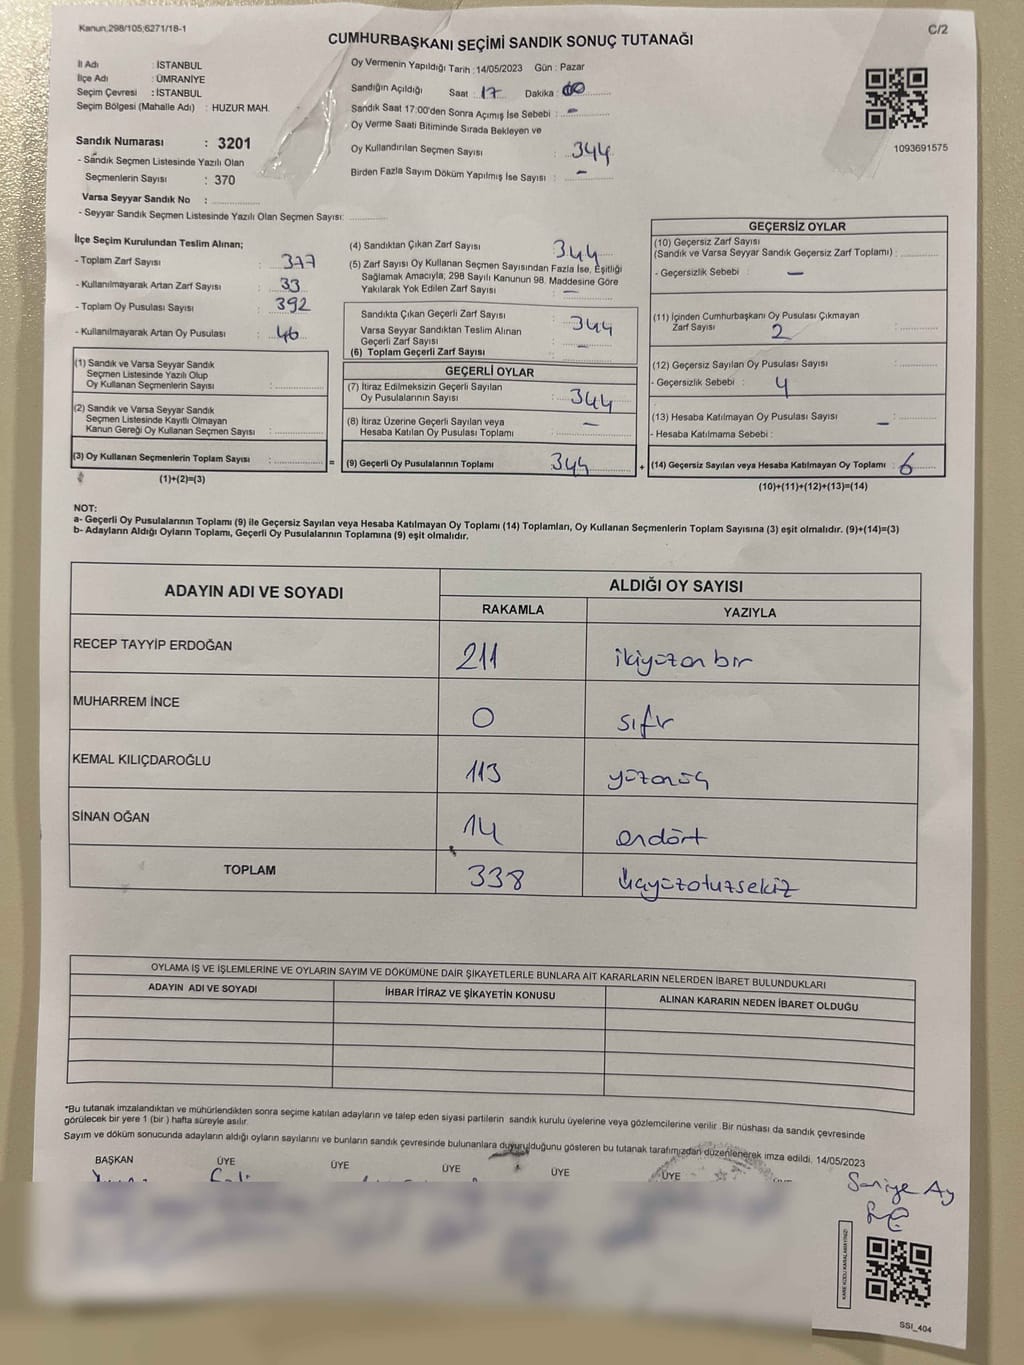 Kanun:298/105;6271/18-1
C/2
CUMHURBAŞKANI SEÇİMİ SANDIK SONUÇ TUTANAĞI
İl Adı : İSTANBUL
İlçe Adı : ÜMRANİYE
Seçim Çevresi : İSTANBUL
Seçim Bölgesi (Mahalle Adı) : HUZUR MAH.
Sandık Numarası : 3201
- Sandık Seçmen Listesinde Yazılı Olan
Seçmenlerin Sayısı : 370
Varsa Seyyar Sandık No :
- Seyyar Sandık Seçmen Listesinde Yazılı Olan Seçmen Sayısı:
Oy Vermenin Yapıldığı Tarih : 14/05/2023 Gün : Pazar
Sandığın Açıldığı Saat : 17 Dakika : 00
Sandık Saat 17:00'den Sonra Açımış İse Sebebi : -
Oy Verme Saati Bitiminde Sırada Bekleyen ve
Oy Kullandırılan Seçmen Sayısı : 344
Birden Fazla Sayım Döküm Yapılmış İse Sayısı : -
1093691575
İlçe Seçim Kurulundan Teslim Alınan;
- Toplam Zarf Sayısı : 377
- Kullanılmayarak Artan Zarf Sayısı : 33
- Toplam Oy Pusulası Sayısı : 392
- Kullanılmayarak Artan Oy Pusulası : 46
(1) Sandık ve Varsa Seyyar Sandık
Seçmen Listesinde Yazılı Olup
Oy Kullanan Seçmenlerin Sayısı :
(2) Sandık ve Varsa Seyyar Sandık
Seçmen Listesinde Kayıtlı Olmayan
Kanun Gereği Oy Kullanan Seçmen Sayısı :
(3) Oy Kullanan Seçmenlerin Toplam Sayısı : =
(1)+(2)=(3)
(4) Sandıktan Çıkan Zarf Sayısı : 344
(5) Zarf Sayısı Oy Kullanan Seçmen Sayısından Fazla İse, Eşitliği
Sağlamak Amacıyla; 298 Sayılı Kanunun 98. Maddesine Göre
Yakılarak Yok Edilen Zarf Sayısı : -
Sandıkta Çıkan Geçerli Zarf Sayısı : 344
Varsa Seyyar Sandıktan Teslim Alınan
Geçerli Zarf Sayısı : -
(6) Toplam Geçerli Zarf Sayısı :
GEÇERLİ OYLAR
(7) İtiraz Edilmeksizin Geçerli Sayılan
Oy Pusulalarının Sayısı : 344
(8) İtiraz Üzerine Geçerli Sayılan veya
Hesaba Katılan Oy Pusulası Toplamı : -
(9) Geçerli Oy Pusulalarının Toplamı : 344 +
GEÇERSİZ OYLAR
(10) Geçersiz Zarf Sayısı
(Sandık ve Varsa Seyyar Sandık Geçersiz Zarf Toplamı) :
- Geçersizlik Sebebi : -
(11) İçinden Cumhurbaşkanı Oy Pusulası Çıkmayan
Zarf Sayısı : 2
(12) Geçersiz Sayılan Oy Pusulası Sayısı :
- Geçersizlik Sebebi : 4
(13) Hesaba Katılmayan Oy Pusulası Sayısı : -
- Hesaba Katılmama Sebebi :
(14) Geçersiz Sayılan veya Hesaba Katılmayan Oy Toplamı : 6
(10)+(11)+(12)+(13)=(14)
NOT:
a- Geçerli Oy Pusulalarının Toplamı (9) ile Geçersiz Sayılan veya Hesaba Katılmayan Oy Toplamı (14) Toplamları, Oy Kullanan Seçmenlerin Toplam Sayısına (3) eşit olmalıdır. (9)+(14)=(3)
b- Adayların Aldığı Oyların Toplamı, Geçerli Oy Pusulalarının Toplamına (9) eşit olmalıdır.
ADAYIN ADI VE SOYADI ALDIĞI OY SAYISI
RAKAMLA YAZIYLA
RECEP TAYYİP ERDOĞAN 211 ikiyüzon bir
MUHARREM İNCE 0 sıfır
KEMAL KILIÇDAROĞLU 113 yüzonüç
SİNAN OĞAN 14 ondört
TOPLAM 338 üçyüzotuzsekiz
OYLAMA İŞ VE İŞLEMLERİNE VE OYLARIN SAYIM VE DÖKÜMÜNE DAİR ŞİKAYETLERLE BUNLARA AİT KARARLARIN NELERDEN İBARET BULUNDUKLARI
ADAYIN ADI VE SOYADI İHBAR İTİRAZ VE ŞİKAYETİN KONUSU ALINAN KARARIN NEDEN İBARET OLDUĞU
*Bu tutanak imzalandıktan ve mühürlendikten sonra seçime katılan adayların ve talep eden siyasi partilerin sandık kurulu üyelerine veya gözlemcilerine verilir. Bir nüshası da sandık çevresinde
görülecek bir yere 1 (bir) hafta süreyle asılır.
Sayım ve döküm sonucunda adayların aldığı oyların sayılarını ve bunların sandık çevresinde bulunanlara duyurulduğunu gösteren bu tutanak tarafımızdan düzenlenerek imza edildi. 14/05/2023
BAŞKAN ÜYE ÜYE ÜYE ÜYE ÜYE ÜYE
Saniye Ay
KARE KODU KARALAMAYINIZ!
SSI_404